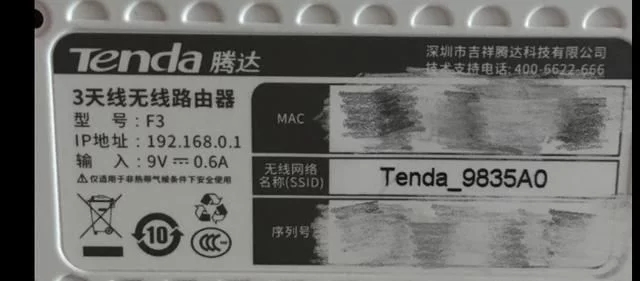 Tenda 腾达
深圳市吉祥腾达科技有限公司
技术支持电话: 400-6622-666
3天线无线路由器
型 号: F3
IP地址: 192.168.0.1
输 入: 9V ⎓ 0.6A
⚠仅适用于非热带气候条件下安全使用
10
CCC
MAC
无线网络
名称(SSID)
Tenda_9835A0
序列号